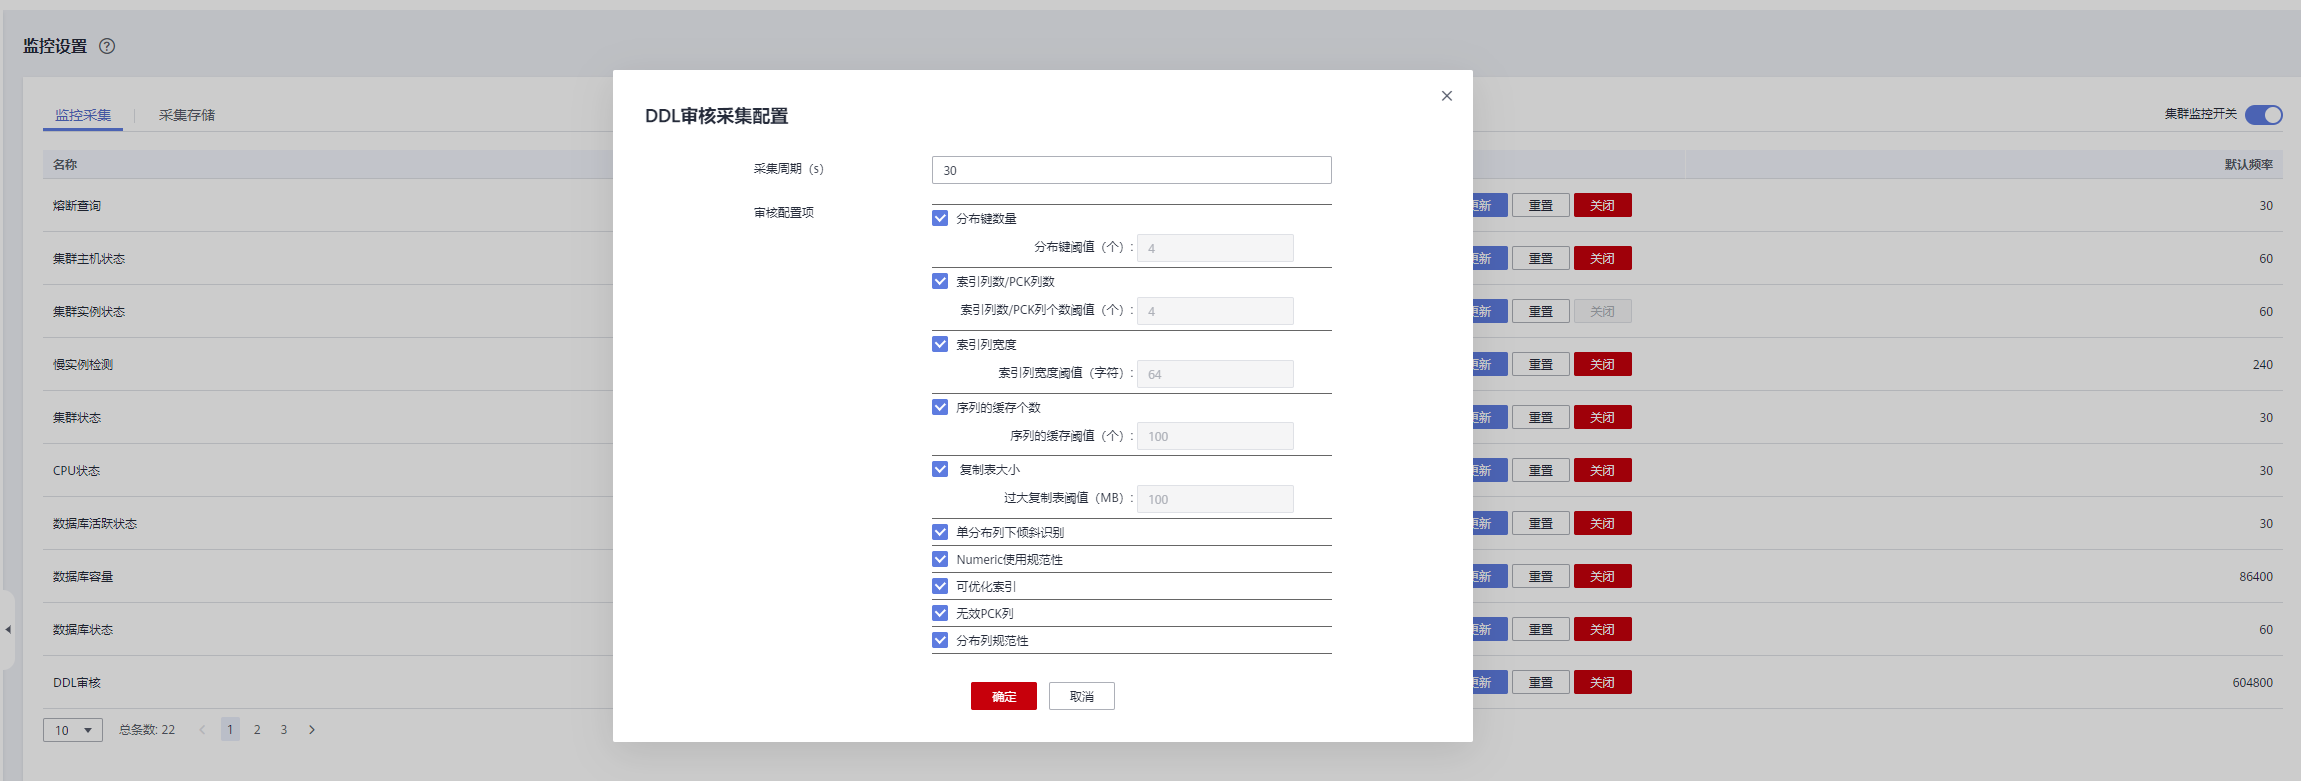 监控设置
监控采集 采集存储 集群监控开关
名称 默认频率
熔断查询 重置 关闭 30
集群主机状态 重置 关闭 60
集群实例状态 重置 关闭 60
慢实例检测 重置 关闭 240
集群状态 重置 关闭 30
CPU状态 重置 关闭 30
数据库活跃状态 重置 关闭 30
数据库容量 重置 关闭 86400
数据库状态 重置 关闭 60
DDL审核 重置 关闭 604800
10 总条数: 22 1 2 3
DDL审核采集配置
采集周期（s） 30
审核配置项
分布键数量
分布键阈值（个）: 4
索引列数/PCK列数
索引列数/PCK列个数阈值（个）: 4
索引列宽度
索引列宽度阈值（字符）: 64
序列的缓存个数
序列的缓存阈值（个）: 100
复制表大小
过大复制表阈值（MB）: 100
单分布列下倾斜识别
Numeric使用规范性
可优化索引
无效PCK列
分布列规范性
确定 取消